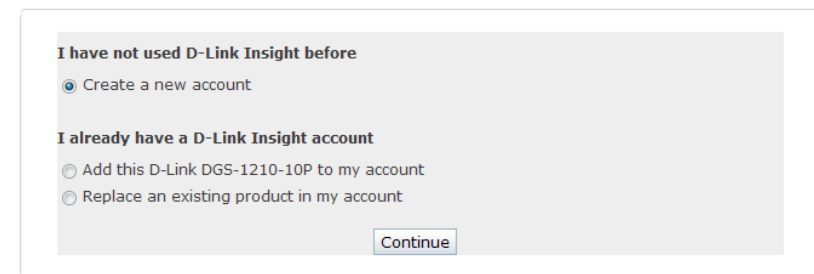 I have not used D-Link Insight before
Create a new account
I already have a D-Link Insight account
Add this D-Link DGS-1210-10P to my account
Replace an existing product in my account
Continue